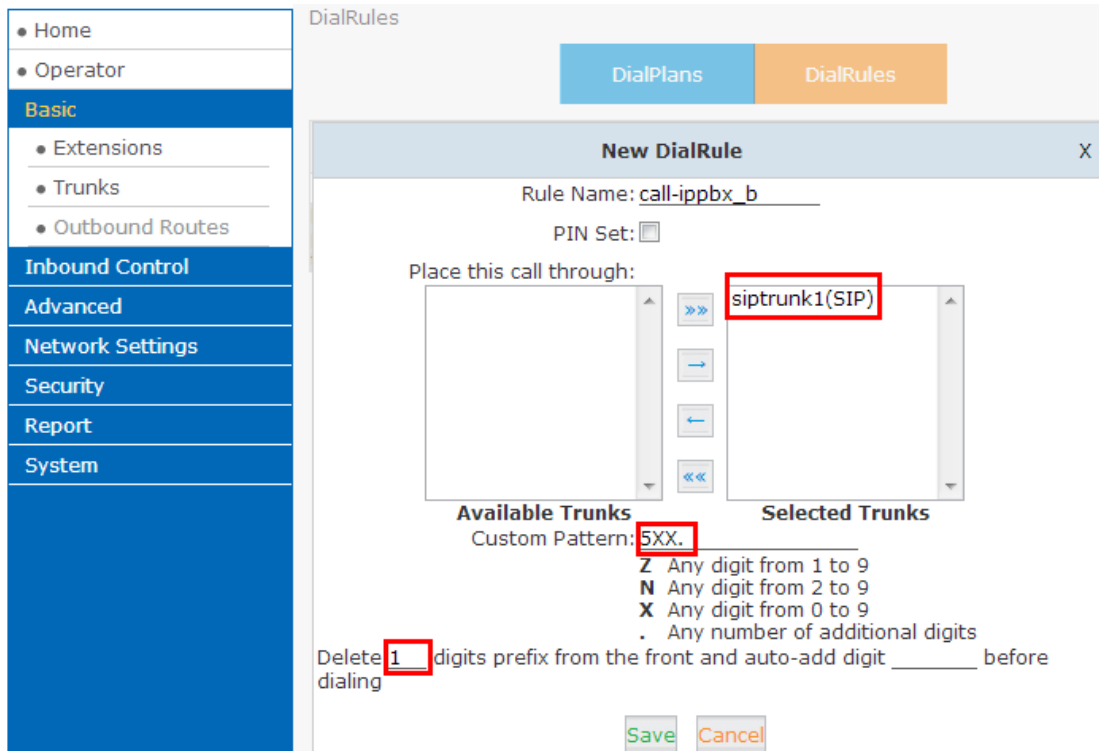 DialRules
Home
Operator
Basic
Extensions
Trunks
Outbound Routes
Inbound Control
Advanced
Network Settings
Security
Report
System
DialPlans DialRules
New DialRule X
Rule Name: call-ippbx_b
PIN Set:
Place this call through:
siptrunk1(SIP)
»»
→
←
««
Available Trunks Selected Trunks
Custom Pattern: 5XX.
Z Any digit from 1 to 9
N Any digit from 2 to 9
X Any digit from 0 to 9
. Any number of additional digits
Delete 1 digits prefix from the front and auto-add digit before
dialing
Save Cancel